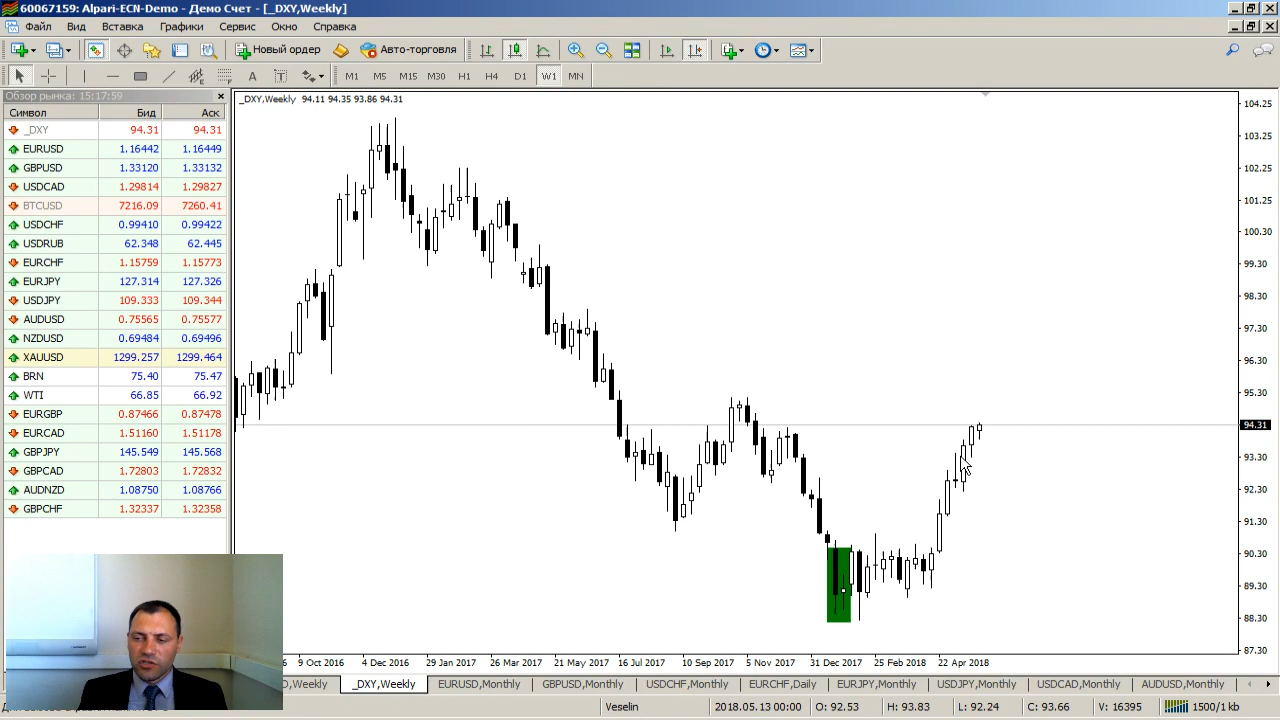 60067159: Alpari-ECN-Demo - Демо Счет - [_DXY,Weekly]
Файл Вид Вставка Графики Сервис Окно Справка
Новый ордер Авто-торгов
A T M1 M5 M15 M30 H1 H4 D1 W1 MN
Обзор рынка: 15:17:59
Символ Бид Аск
_DXY 94.31 94.31
EURUSD 1.16442 1.16449
GBPUSD 1.33120 1.33132
USDCAD 1.29814 1.29827
BTCUSD 7216.09 7260.41
USDCHF 0.99410 0.99422
USDRUB 62.348 62.445
EURCHF 1.15759 1.15773
EURJPY 127.314 127.326
USDJPY 109.333 109.344
AUDUSD 0.75565 0.75577
NZDUSD 0.69484 0.69496
XAUUSD 1299.257 1299.464
BRN 75.40 75.47
WTI 66.85 66.92
EURGBP 0.87466 0.87478
EURCAD 1.51160 1.51178
GBPJPY 145.549 145.568
GBPCAD 1.72803 1.72832
AUDNZD 1.08750 1.08766
GBPCHF 1.32337 1.32358
_DXY,Weekly 94.11 94.35 93.86 94.31
104.25
103.25
102.25
101.25
100.30
99.30
98.30
97.30
96.30
95.30
94.31
93.30
92.30
91.30
90.30
89.30
88.30
87.30
9 Oct 2016 4 Dec 2016 29 Jan 2017 26 Mar 2017 21 May 2017 16 Jul 2017 10 Sep 2017 5 Nov 2017 31 Dec 2017 25 Feb 2018 22 Apr 2018
Weekly _DXY,Weekly EURUSD,Monthly GBPUSD,Monthly USDCHF,Monthly EURCHF,Daily EURJPY,Monthly USDJPY,Monthly USDCAD,Monthly AUDUSD,Monthly
Veselin 2018.05.13 00:00 O: 92.53 H: 93.83 L: 92.24 C: 93.66 V: 16395 1500/1 kb